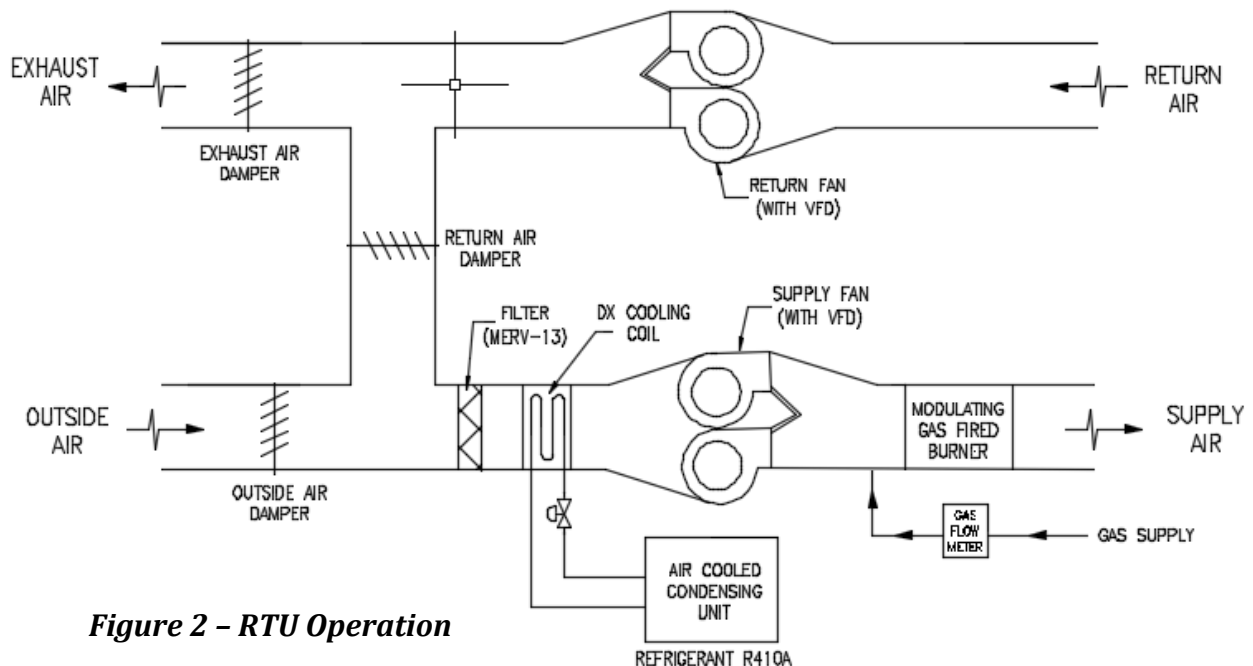 EXHAUST
AIR
RETURN
AIR
EXHAUST AIR
DAMPER
RETURN FAN
(WITH VFD)
RETURN AIR
DAMPER
FILTER
(MERV-13)
DX COOLING
COIL
SUPPLY FAN
(WITH VFD)
OUTSIDE
AIR
MODULATING
GAS FIRED
BURNER
SUPPLY
AIR
OUTSIDE AIR
DAMPER
GAS
FLOW
METER
GAS SUPPLY
AIR COOLED
CONDENSING
UNIT
Figure 2 – RTU Operation
REFRIGERANT R410A